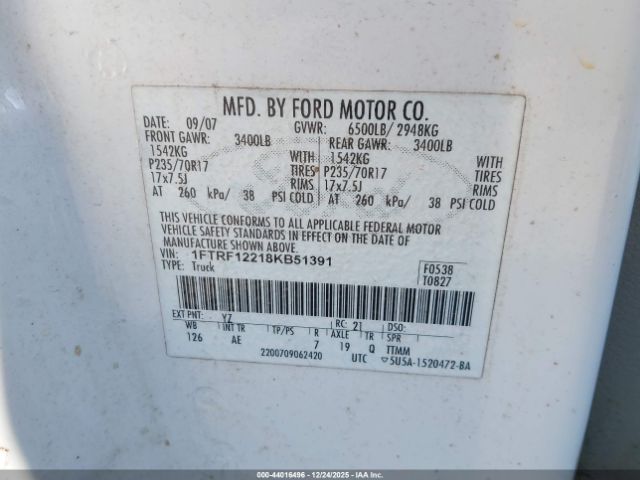 MFD. BY FORD MOTOR CO.
DATE: 09/07 GVWR: 6500LB/ 2948KG
FRONT GAWR: 3400LB REAR GAWR: 3400LB
1542KG WITH 1542KG WITH
P235/70R17 TIRES P235/70R17 TIRES
17x7.5J RIMS 17x7.5J RIMS
AT 260 kPa/ 38 PSI COLD AT 260 kPa/ 38 PSI COLD
THIS VEHICLE CONFORMS TO ALL APPLICABLE FEDERAL MOTOR
VEHICLE SAFETY STANDARDS IN EFFECT ON THE DATE OF
MANUFACTURE SHOWN ABOVE.
VIN: 1FTRF12218KB51391 F0538
TYPE: Truck T0827
EXT PNT: YZ RC: 21 DSO:
WB INT TR TP/PS R AXLE TR SPR
126 AE 7 19 Q TTMM
2200709062420 UTC ▽5U5A-1520472-BA
000-44016496 - 12/24/2025 - IAAI.com